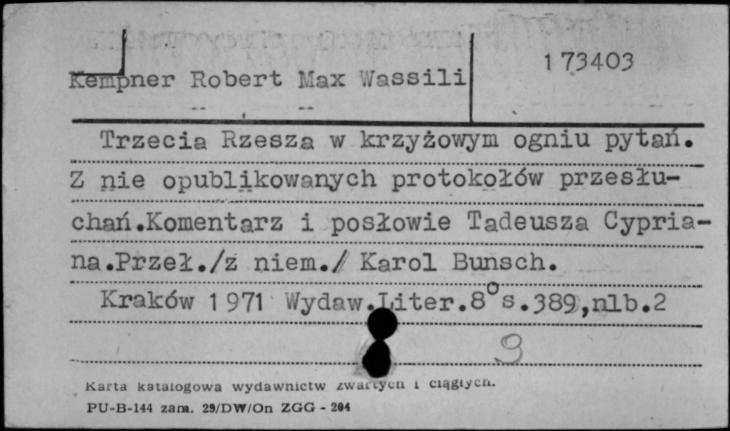 173403
Kempner Robert Max Wassili
Trzecia Rzesza w krzyżowym ogniu pytań.
Z nie opublikowanych protokołów przesłu-
chań.Komentarz i posłowie Tadeusza Cypria-
na.Przeł./z niem./ Karol Bunsch.
Kraków 1971 Wydaw.Liter.8° s.389,nlb.2
9
Karta katalogowa wydawnictw zwartych i ciągłych.
PU-B-144 zam. 29/DW/On ZGG - 204